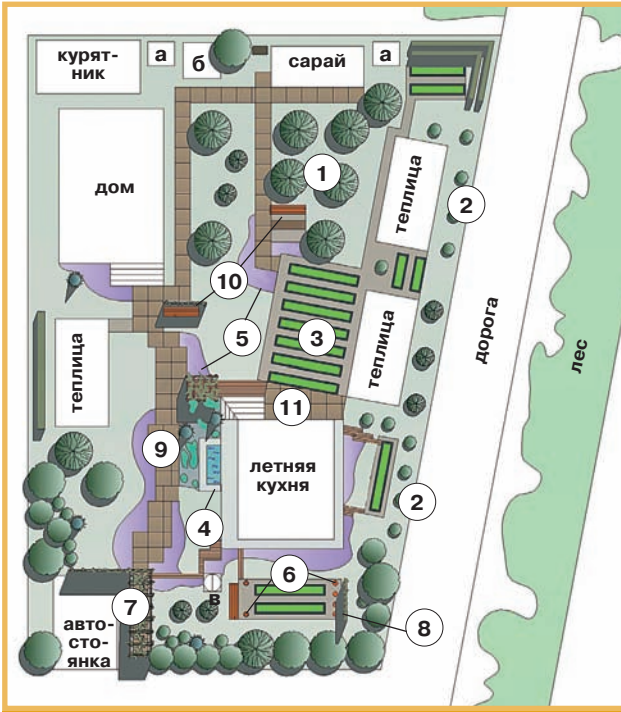 курят-
ник
а
б
сарай
а
дом
1
теплица
2
10
5
3
теплица
дорога
лес
теплица
11
9
летняя
кухня
4
2
6
в
7
авто-
сто-
янка
8